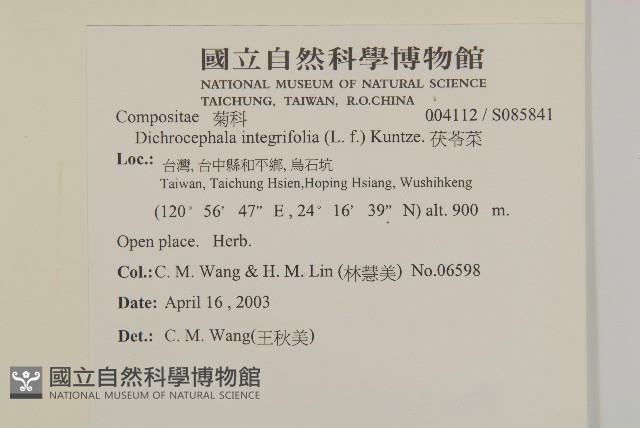 國立自然科學博物館
NATIONAL MUSEUM OF NATURAL SCIENCE
TAICHUNG, TAIWAN, R.O.CHINA
Compositae 菊科 004112 / S085841
Dichrocephala integrifolia (L. f.) Kuntze. 茯苓菜
Loc.: 台灣, 台中縣和平鄉, 烏石坑
Taiwan, Taichung Hsien,Hoping Hsiang, Wushihkeng
(120° 56' 47" E , 24° 16' 39" N) alt. 900 m.
Open place. Herb.
Col.: C. M. Wang & H. M. Lin (林慧美) No.06598
Date: April 16 , 2003
Det.: C. M. Wang(王秋美)
國立自然科學博物館
NATIONAL MUSEUM OF NATURAL SCIENCE